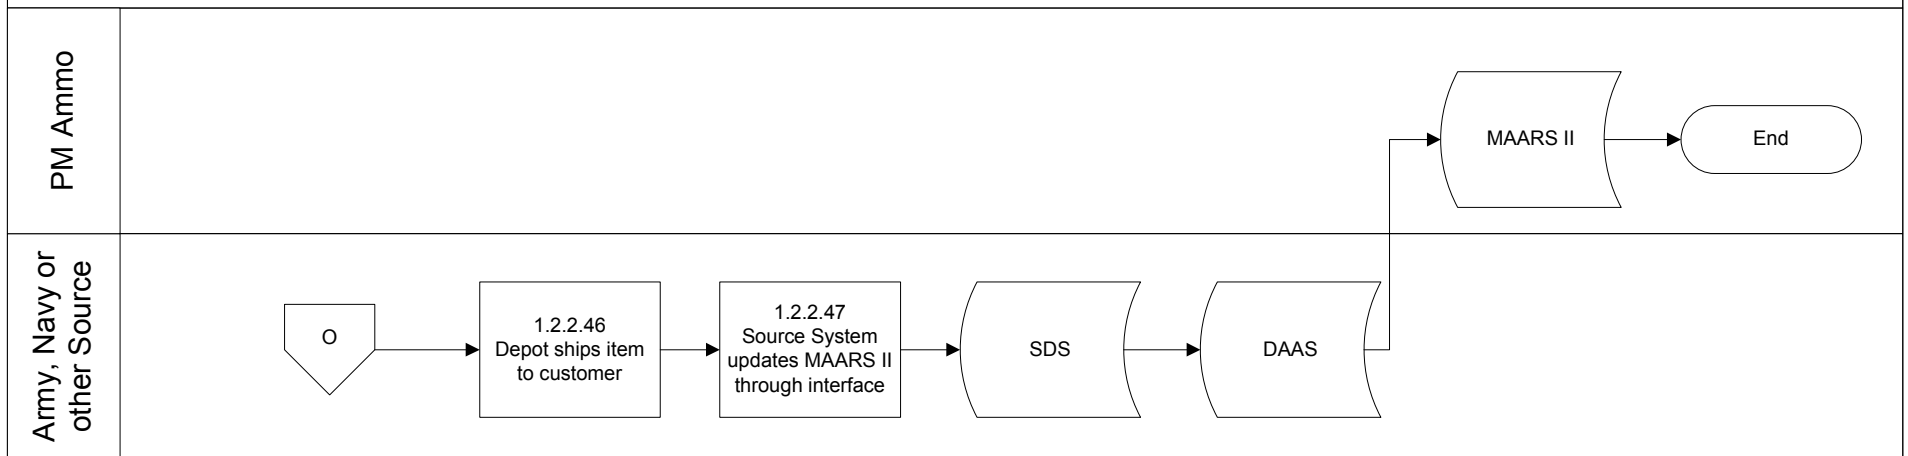 PM Ammo
MAARS II
End
Army, Navy or
other Source
O
1.2.2.46
Depot ships item
to customer
1.2.2.47
Source System
updates MAARS II
through interface
SDS
DAAS